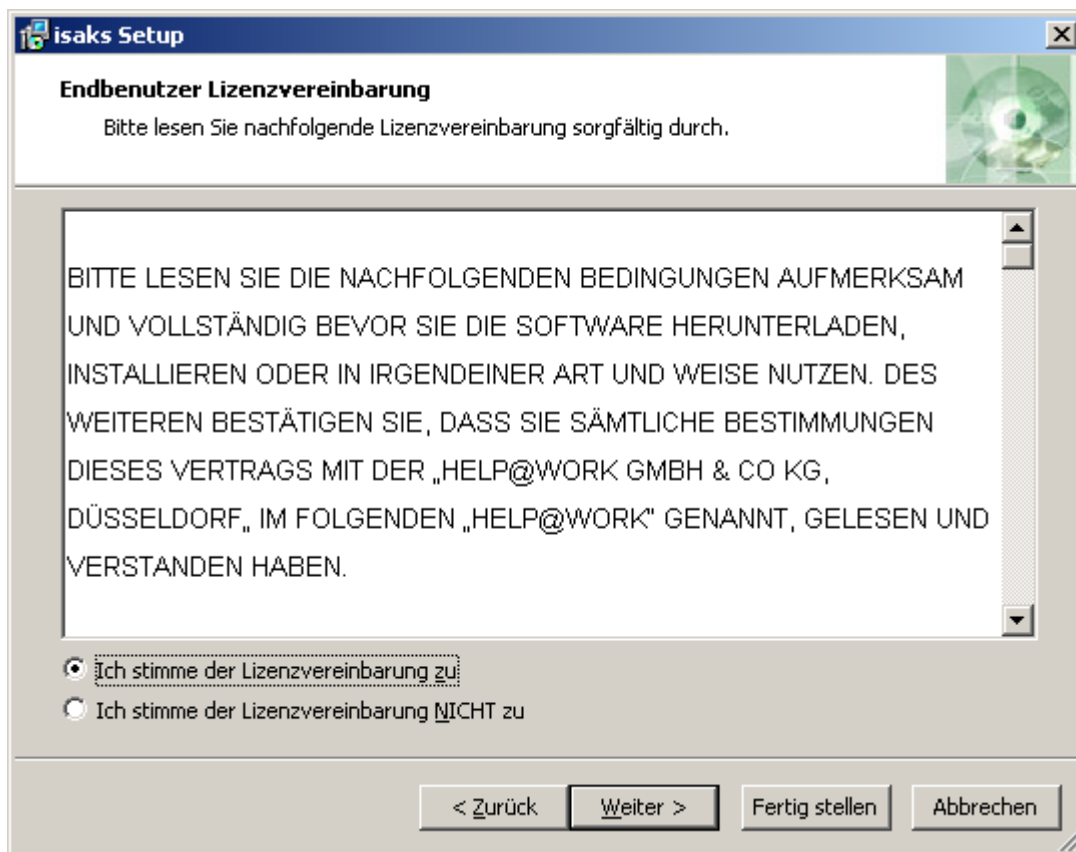 isaks Setup
Endbenutzer Lizenzvereinbarung
Bitte lesen Sie nachfolgende Lizenzvereinbarung sorgfältig durch.
BITTE LESEN SIE DIE NACHFOLGENDEN BEDINGUNGEN AUFMERKSAM
UND VOLLSTÄNDIG BEVOR SIE DIE SOFTWARE HERUNTERLADEN,
INSTALLIEREN ODER IN IRGENDEINER ART UND WEISE NUTZEN. DES
WEITEREN BESTÄTIGEN SIE, DASS SIE SÄMTLICHE BESTIMMUNGEN
DIESES VERTRAGS MIT DER „HELP@WORK GMBH & CO KG,
DÜSSELDORF„ IM FOLGENDEN „HELP@WORK“ GENANNT, GELESEN UND
VERSTANDEN HABEN.
Ich stimme der Lizenzvereinbarung zu
Ich stimme der Lizenzvereinbarung NICHT zu
< Zurück Weiter > Fertig stellen Abbrechen